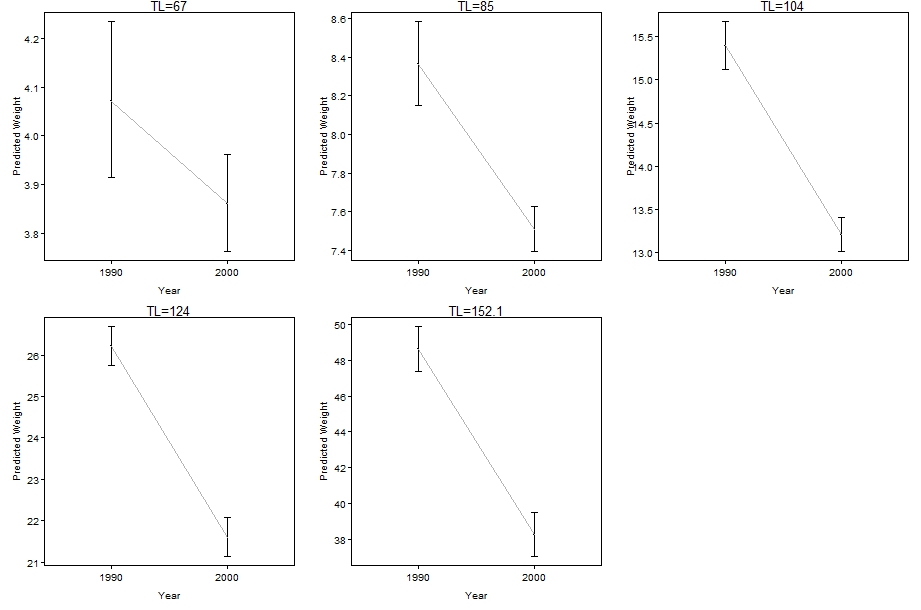 TL=67
4.2
4.1
4.0
3.9
3.8
Predicted Weight
1990 2000
Year
TL=85
8.6
8.4
8.2
8.0
7.8
7.6
7.4
Predicted Weight
1990 2000
Year
TL=104
15.5
15.0
14.5
14.0
13.5
13.0
Predicted Weight
1990 2000
Year
TL=124
26
25
24
23
22
21
Predicted Weight
1990 2000
Year
TL=152.1
50
48
46
44
42
40
38
Predicted Weight
1990 2000
Year